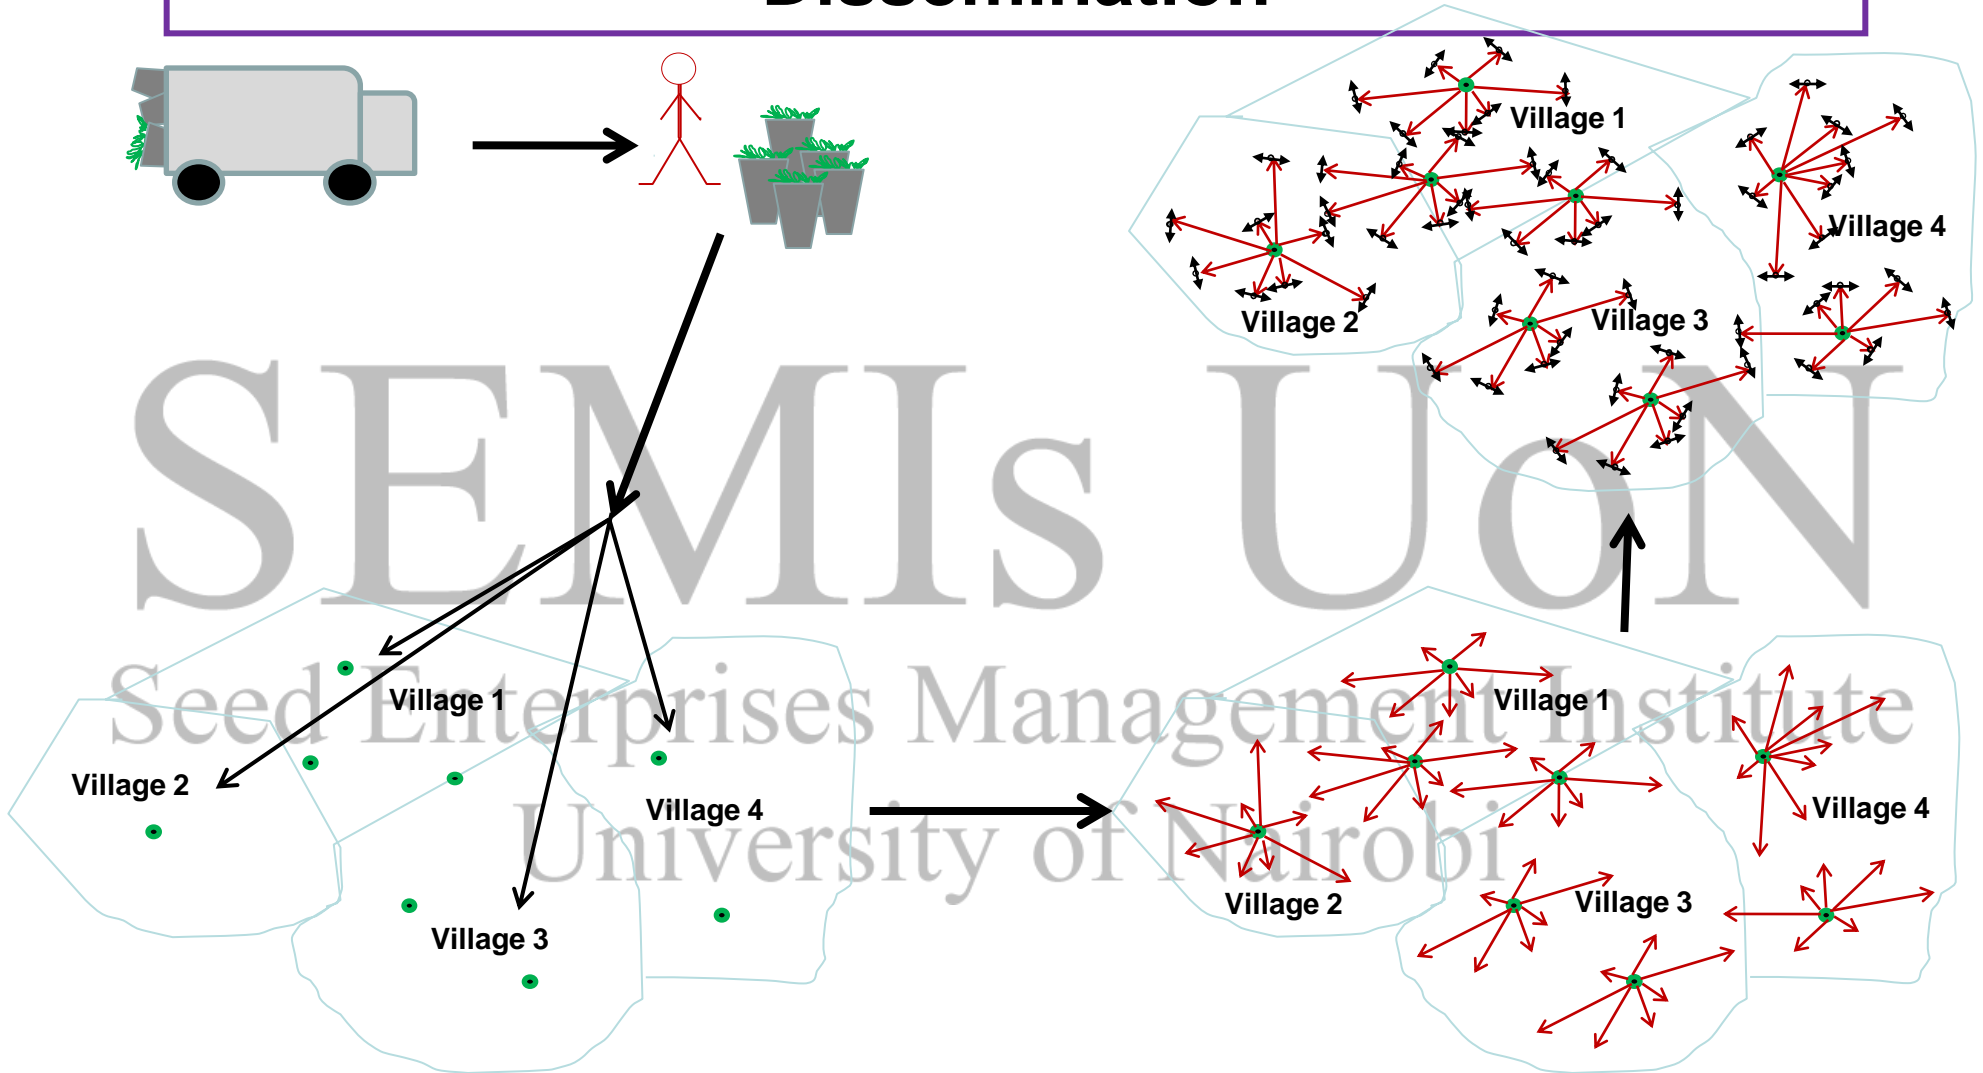 Dissemination
Village 1
Village 4
Village 2
Village 3
SEMIs UoN
Seed Enterprises Management Institute
University of Nairobi
Village 1
Village 2
Village 4
Village 3
Village 1
Village 4
Village 2
Village 3